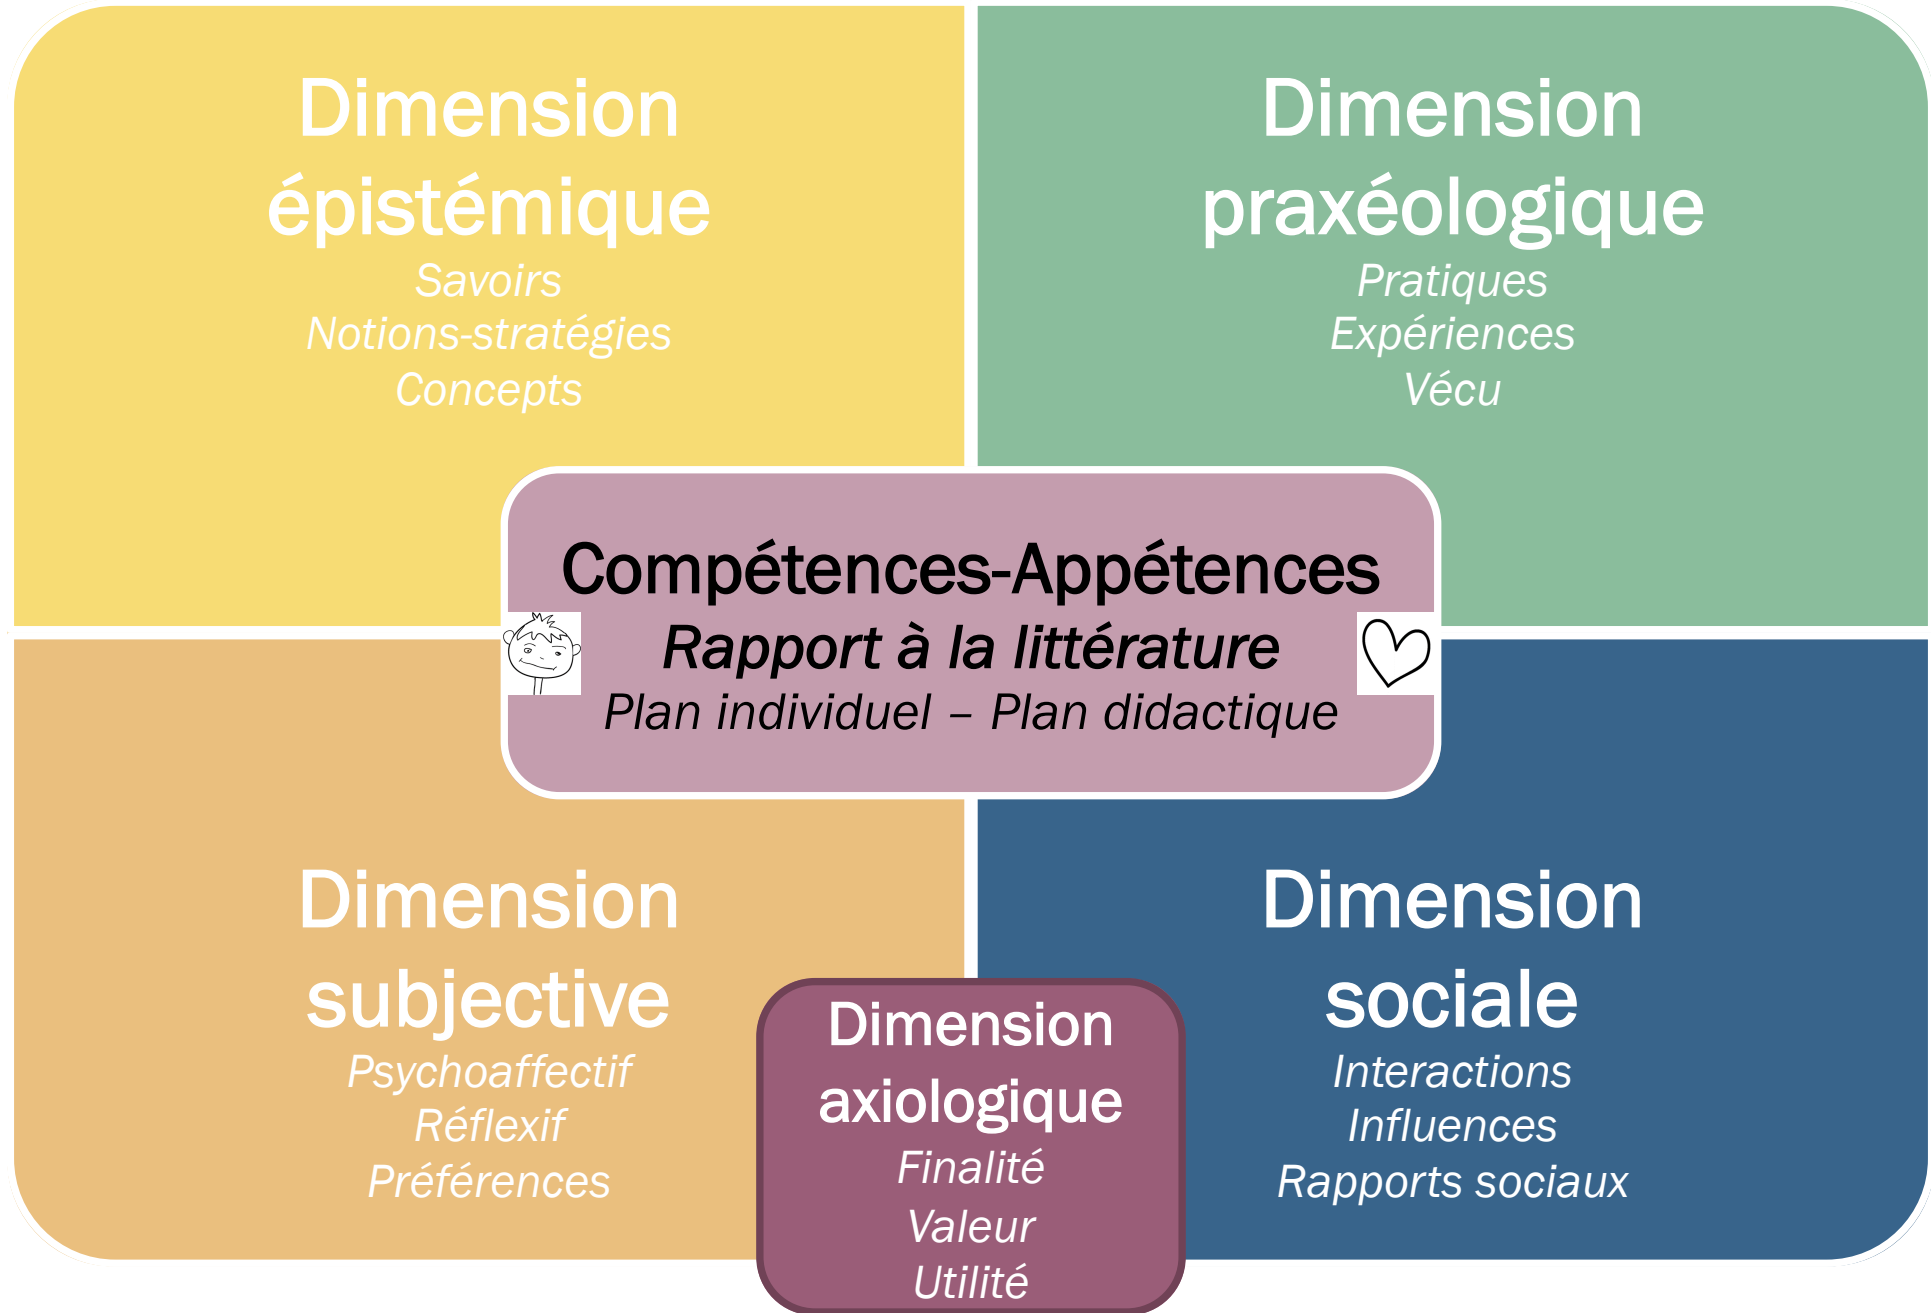 Dimension
épistémique
Savoirs
Notions-stratégies
Concepts
Dimension
praxéologique
Pratiques
Expériences
Vécu
Compétences-Appétences
Rapport à la littérature
Plan individuel – Plan didactique
Dimension
subjective
Psychoaffectif
Réflexif
Préférences
Dimension
axiologique
Finalité
Valeur
Utilité
Dimension
sociale
Interactions
Influences
Rapports sociaux